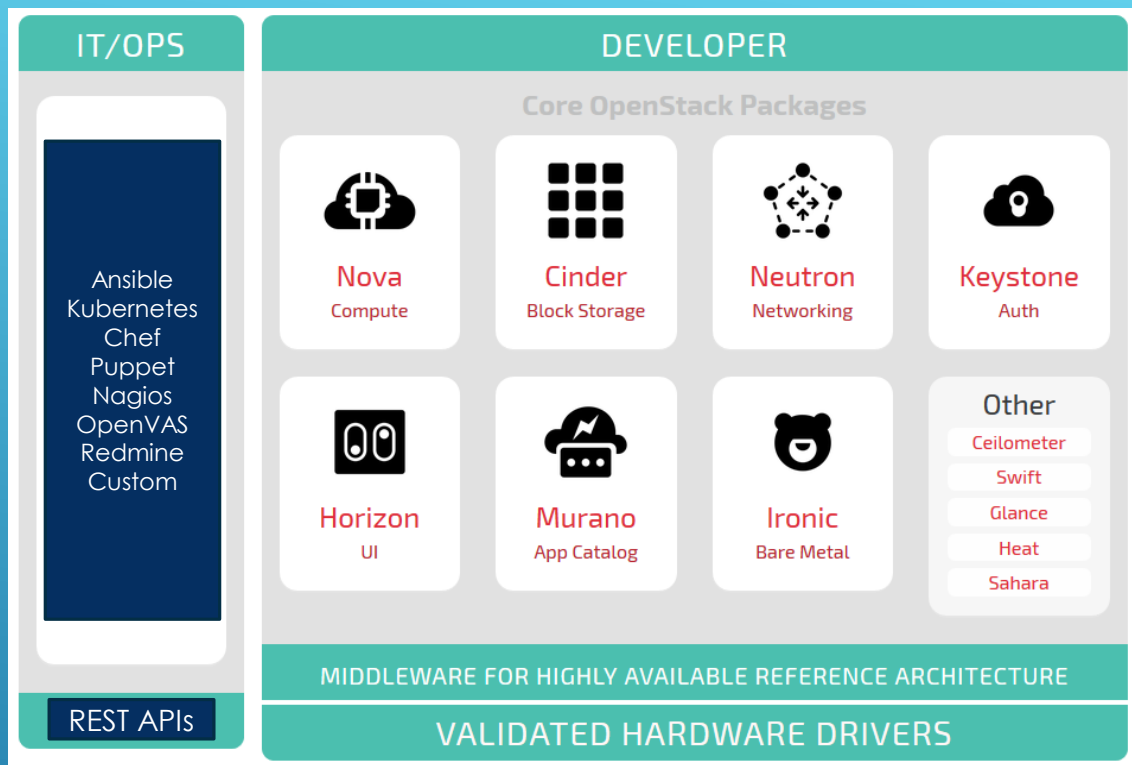 IT/OPS
Ansible
Kubernetes
Chef
Puppet
Nagios
OpenVAS
Redmine
Custom
REST APIs
DEVELOPER
Core OpenStack Packages
Nova
Compute
Cinder
Block Storage
Neutron
Networking
Keystone
Auth
Horizon
UI
Murano
App Catalog
Ironic
Bare Metal
Other
Ceilometer
Swift
Glance
Heat
Sahara
MIDDLEWARE FOR HIGHLY AVAILABLE REFERENCE ARCHITECTURE
VALIDATED HARDWARE DRIVERS